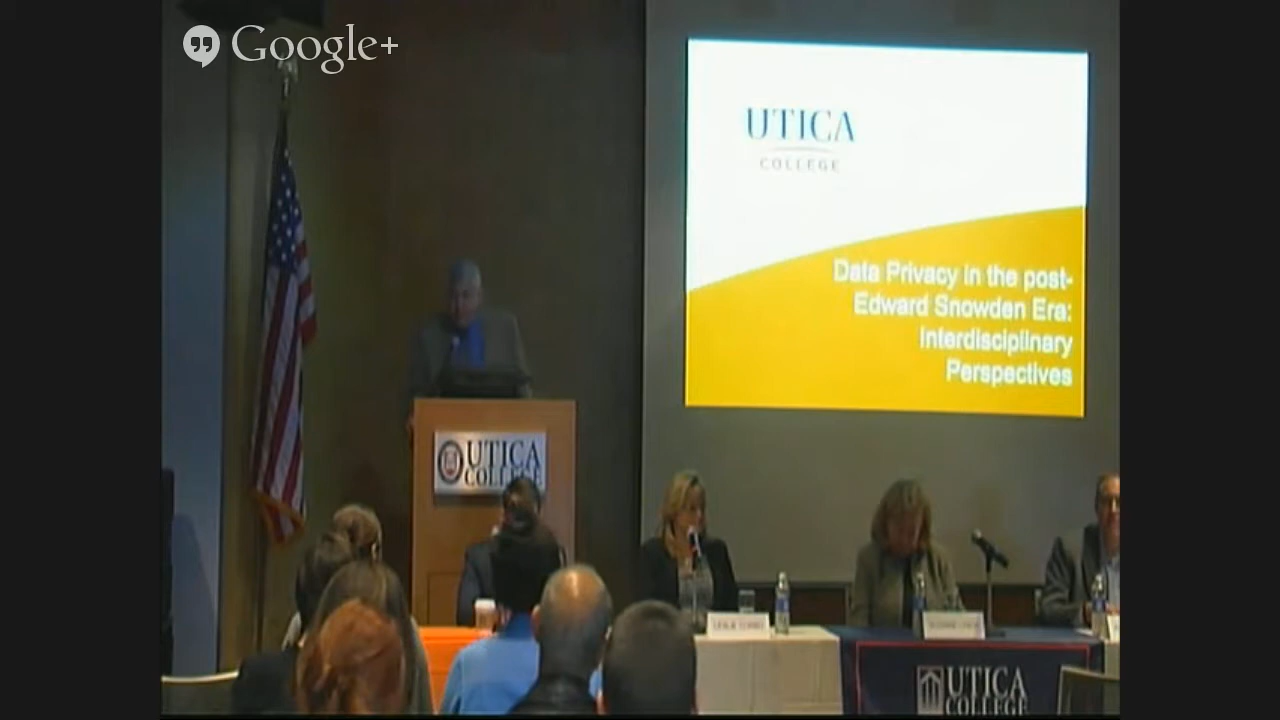 Google+
UTICA
COLLEGE
Data Privacy in the post-
Edward Snowden Era:
Interdisciplinary
Perspectives
UTICA
COLLEGE
UTICA
COLLEGE